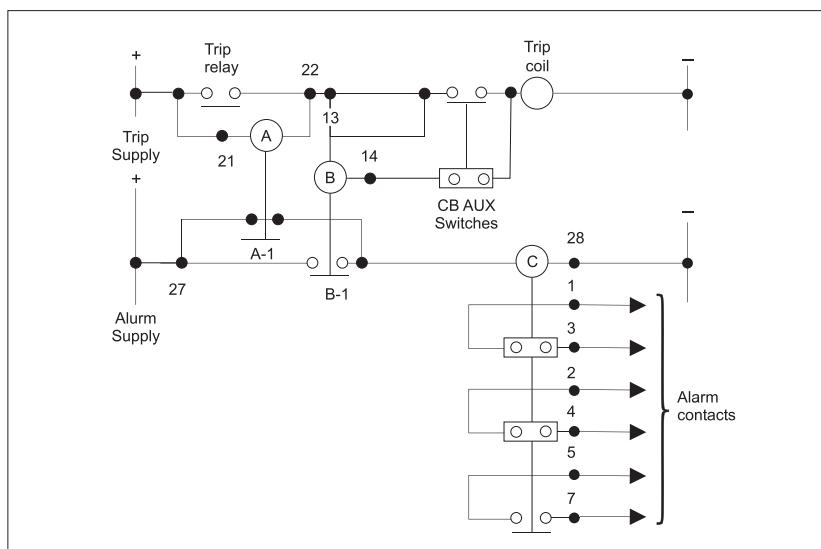 +
Trip
relay
22
Trip
coil
−
13
A
Trip
Supply
21
B
14
+
CB AUX
Switches
−
A-1
27
B-1
C
28
Alurm
Supply
1
3
2
4
5
7
Alarm
contacts